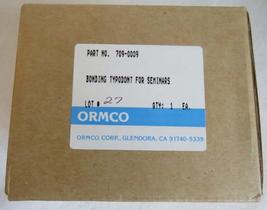 PART NO. 709-0009
BONDING TYPODONT FOR SEMINARS
LOT # 27 QTY: 1 EA.
ORMCO
ORMCO CORP., GLENDORA, CA 91740-5339